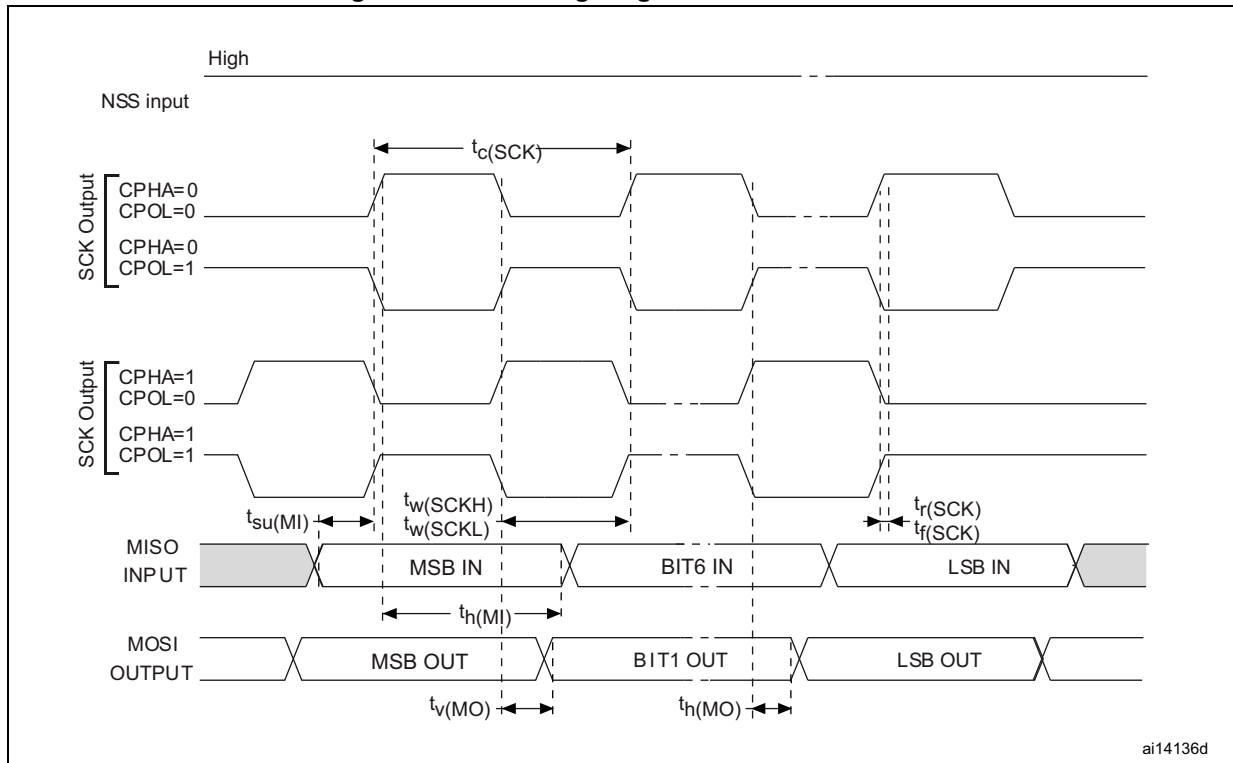 High
NSS input
tc(SCK)
SCK Output
CPHA=0
CPOL=0
CPHA=0
CPOL=1
SCK Output
CPHA=1
CPOL=0
CPHA=1
CPOL=1
tsu(MI)
tw(SCKH)
tw(SCKL)
tr(SCK)
tf(SCK)
MISO
INPUT
MSB IN
BIT6 IN
LSB IN
th(MI)
MOSI
OUTPUT
MSB OUT
BIT1 OUT
LSB OUT
tv(MO)
th(MO)
ai14136d